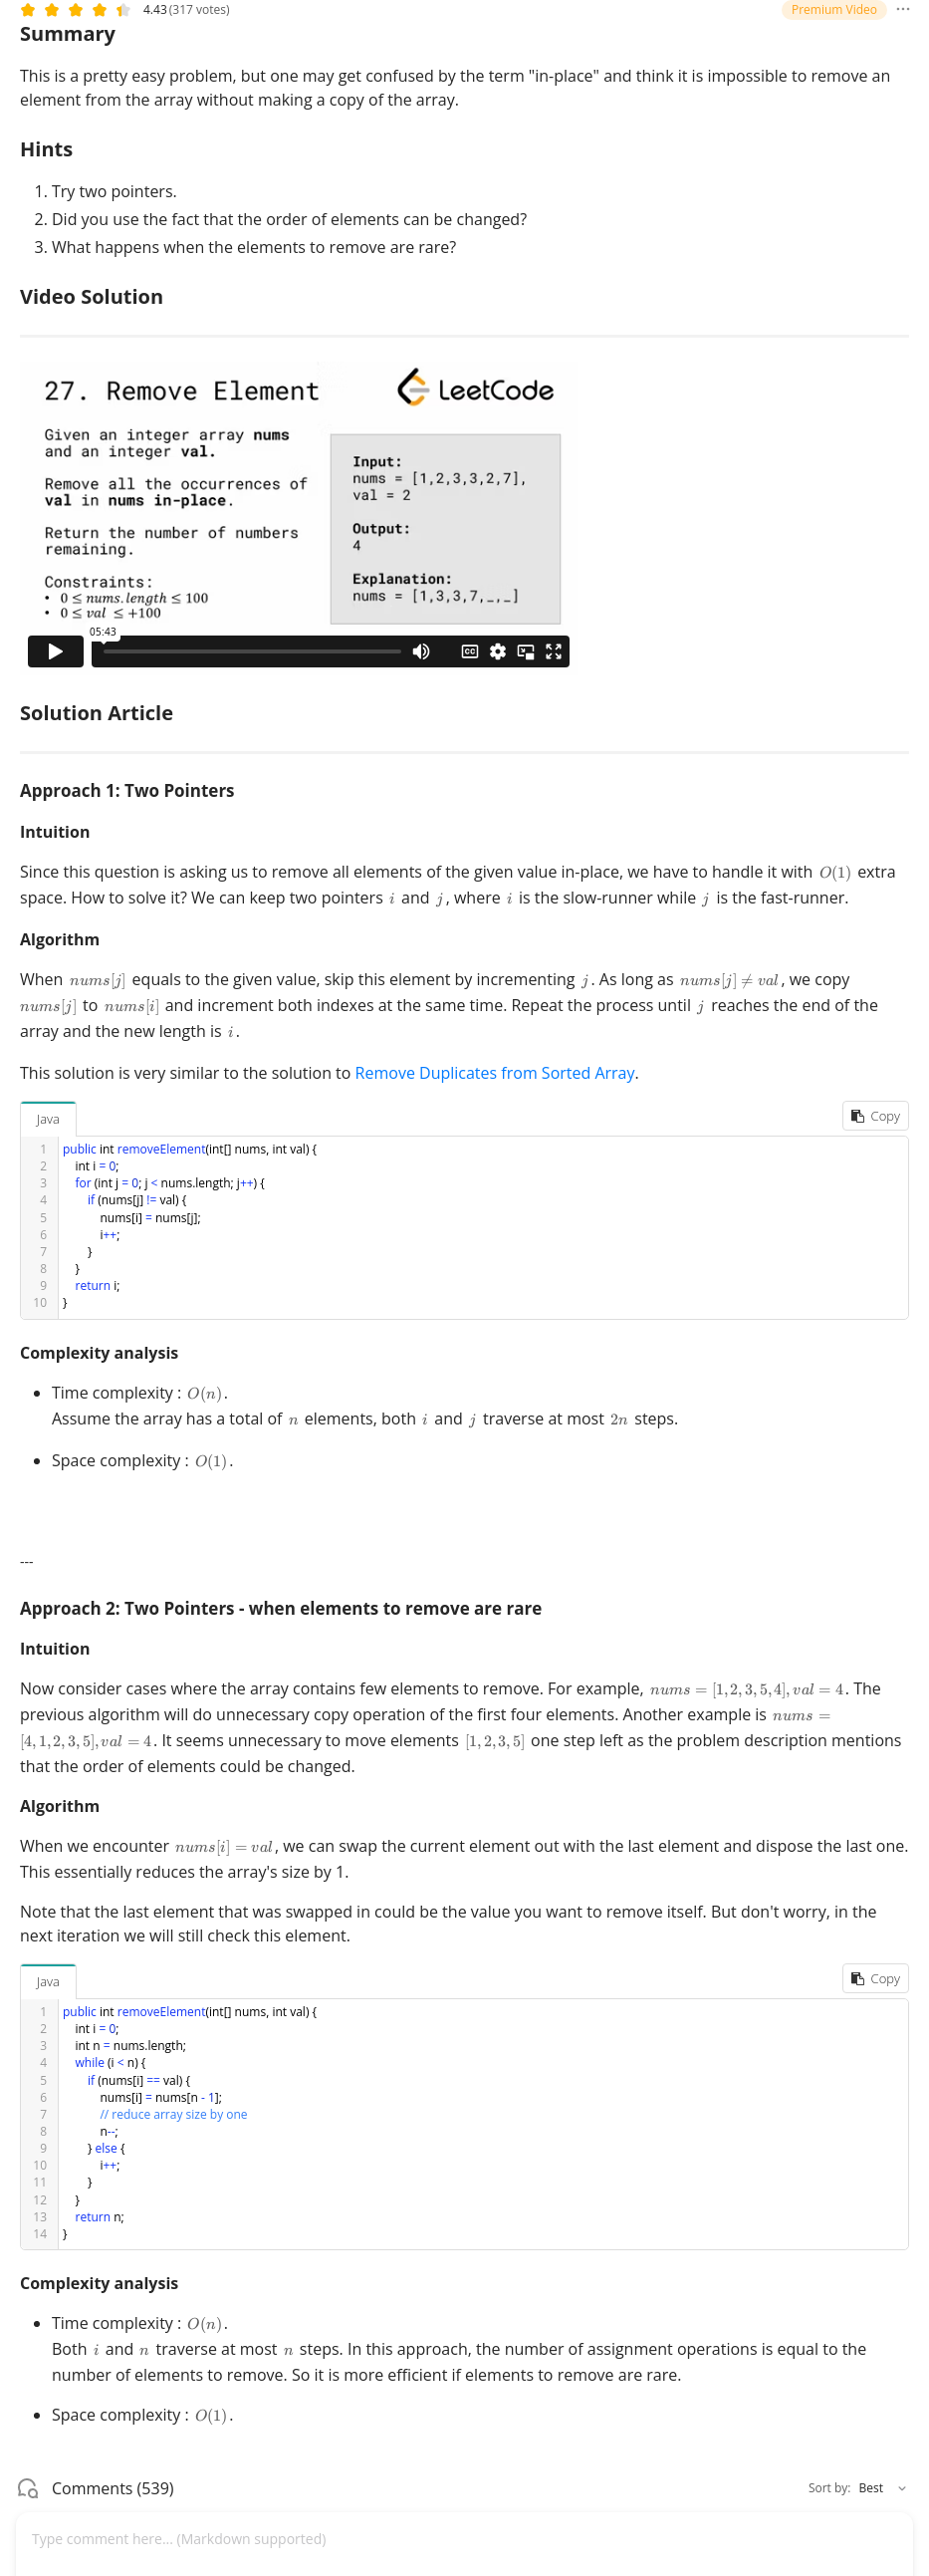 4.43 (317 votes)
Premium Video
Summary
This is a pretty easy problem, but one may get confused by the term "in-place" and think it is impossible to remove an
element from the array without making a copy of the array.
Hints
1. Try two pointers.
2. Did you use the fact that the order of elements can be changed?
3. What happens when the elements to remove are rare?
Video Solution
27. Remove Element
LeetCode
Given an integer array nums
and an integer val.
Remove all the occurrences of
val in nums in-place.
Return the number of numbers
remaining.
Constraints:
• 0 ≤ nums.length ≤ 100
• 0 ≤ val ≤ +100
Input:
nums = [1,2,3,3,2,7],
val = 2
Output:
4
Explanation:
nums = [1,3,3,7,_,_]
05:43
CC
Solution Article
Approach 1: Two Pointers
Intuition
Since this question is asking us to remove all elements of the given value in-place, we have to handle it with O(1) extra
space. How to solve it? We can keep two pointers i and j, where i is the slow-runner while j is the fast-runner.
Algorithm
When nums[j] equals to the given value, skip this element by incrementing j. As long as nums[j] ≠ val, we copy
nums[j] to nums[i] and increment both indexes at the same time. Repeat the process until j reaches the end of the
array and the new length is i.
This solution is very similar to the solution to Remove Duplicates from Sorted Array.
Java
Copy
1 public int removeElement(int[] nums, int val) {
2 int i = 0;
3 for (int j = 0; j < nums.length; j++) {
4 if (nums[j] != val) {
5 nums[i] = nums[j];
6 i++;
7 }
8 }
9 return i;
10 }
Complexity analysis
• Time complexity : O(n).
Assume the array has a total of n elements, both i and j traverse at most 2n steps.
• Space complexity : O(1).
---
Approach 2: Two Pointers - when elements to remove are rare
Intuition
Now consider cases where the array contains few elements to remove. For example, nums = [1,2,3,5,4], val = 4. The
previous algorithm will do unnecessary copy operation of the first four elements. Another example is nums =
[4,1,2,3,5], val = 4. It seems unnecessary to move elements [1,2,3,5] one step left as the problem description mentions
that the order of elements could be changed.
Algorithm
When we encounter nums[i] = val, we can swap the current element out with the last element and dispose the last one.
This essentially reduces the array's size by 1.
Note that the last element that was swapped in could be the value you want to remove itself. But don't worry, in the
next iteration we will still check this element.
Java
Copy
1 public int removeElement(int[] nums, int val) {
2 int i = 0;
3 int n = nums.length;
4 while (i < n) {
5 if (nums[i] == val) {
6 nums[i] = nums[n - 1];
7 // reduce array size by one
8 n--;
9 } else {
10 i++;
11 }
12 }
13 return n;
14 }
Complexity analysis
• Time complexity : O(n).
Both i and n traverse at most n steps. In this approach, the number of assignment operations is equal to the
number of elements to remove. So it is more efficient if elements to remove are rare.
• Space complexity : O(1).
Comments (539)
Sort by: Best
Type comment here... (Markdown supported)